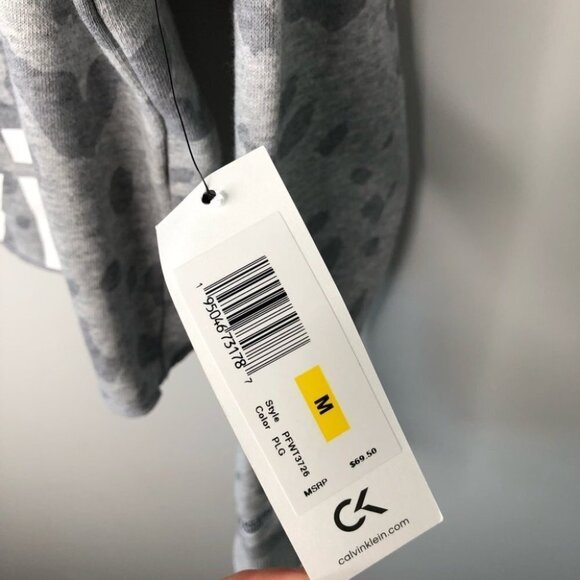 1 95046 73178 7
M
Style PFWT3726
Color PLG
MSRP $69.50
CK
calvinklein.com